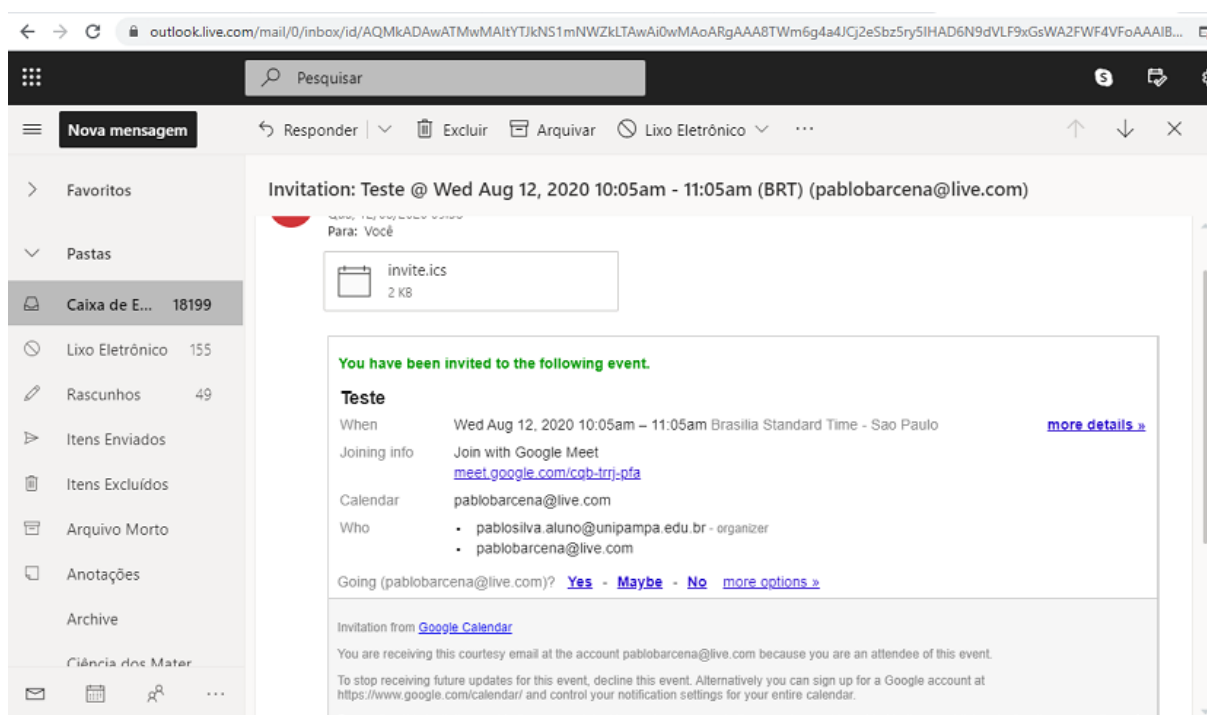 outlook.live.com/mail/0/inbox/id/AQMkADAwATMwMAItYTJkNS1mNWZkLTAwAi0wMAoARgAAA8TWm6g4a4JCj2eSbz5ry5IHAD6N9dVLF9xGsWA2FWF4VFoAAAIB...
Pesquisar
Nova mensagem
Responder
Excluir
Arquivar
Lixo Eletrônico
...
Favoritos
Invitation: Teste @ Wed Aug 12, 2020 10:05am - 11:05am (BRT) (pablobarcena@live.com)
Para: Você
Pastas
invite.ics
2 KB
Caixa de E... 18199
Lixo Eletrônico 155
Rascunhos 49
Itens Enviados
Itens Excluídos
Arquivo Morto
Anotações
Archive
Ciência dos Mater
You have been invited to the following event.
Teste
When Wed Aug 12, 2020 10:05am – 11:05am Brasilia Standard Time - Sao Paulo more details »
Joining info Join with Google Meet
meet.google.com/cqb-trrj-pfa
Calendar pablobarcena@live.com
Who • pablosilva.aluno@unipampa.edu.br - organizer
• pablobarcena@live.com
Going (pablobarcena@live.com)? Yes - Maybe - No more options »
Invitation from Google Calendar
You are receiving this courtesy email at the account pablobarcena@live.com because you are an attendee of this event.
To stop receiving future updates for this event, decline this event. Alternatively you can sign up for a Google account at
https://www.google.com/calendar/ and control your notification settings for your entire calendar.